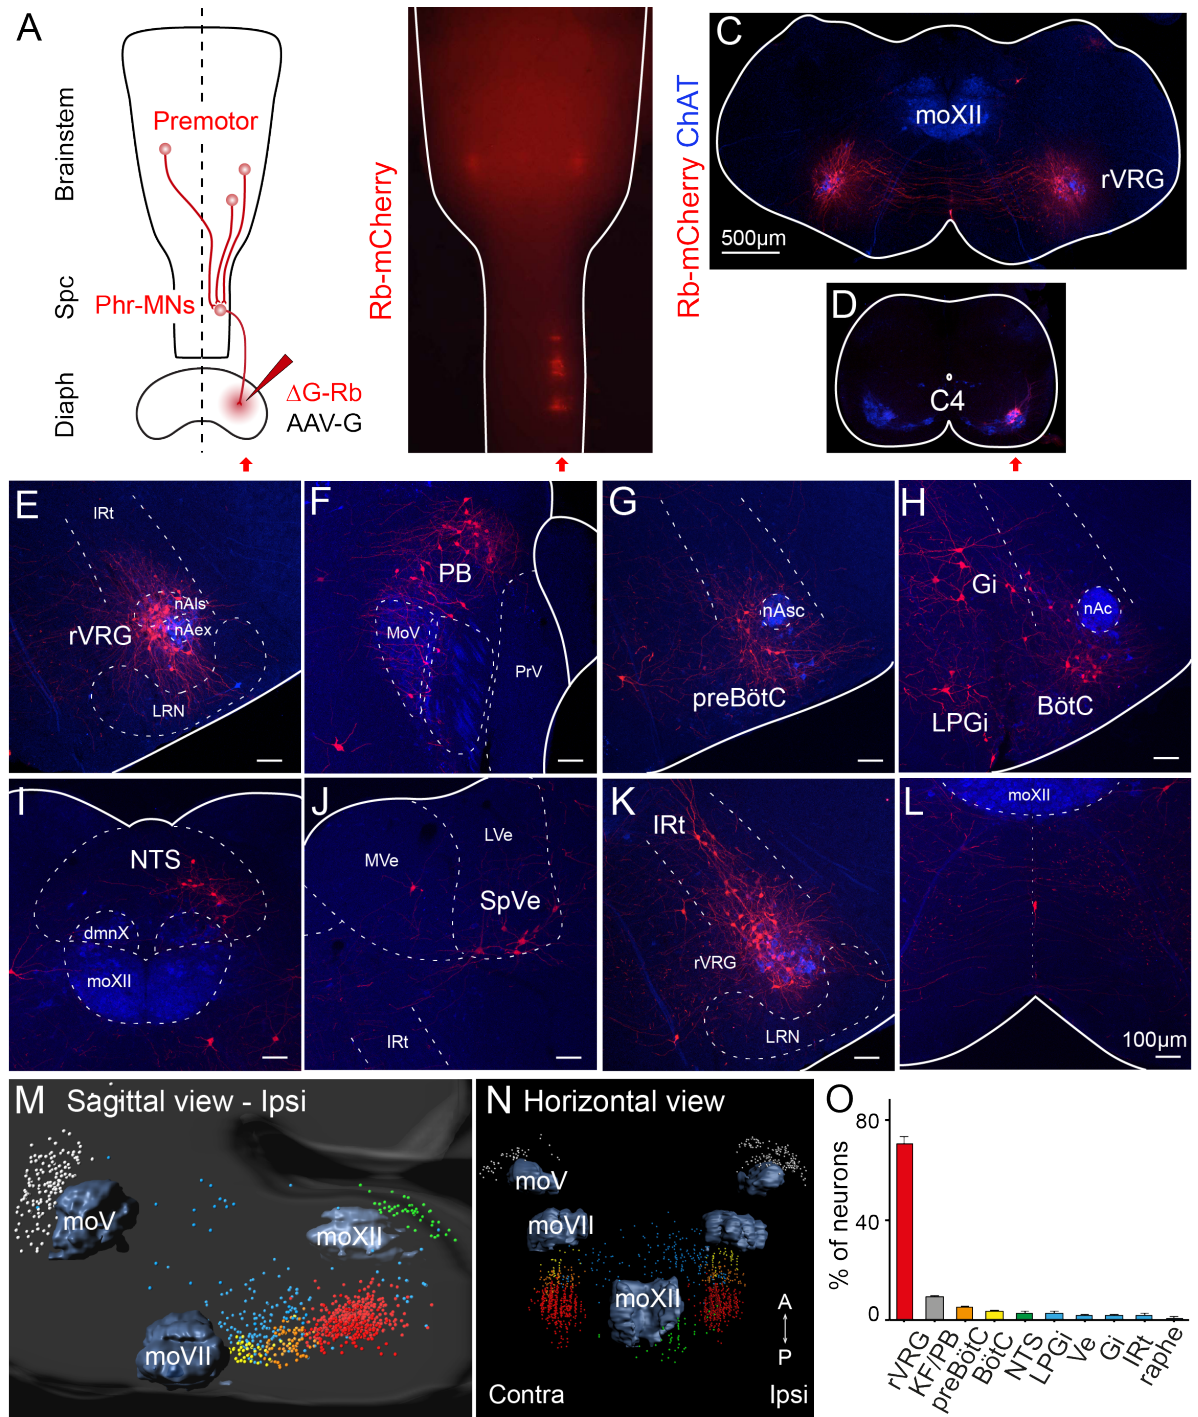 A
Brainstem
Spc
Diaph
Premotor
Phr-MNs
ΔG-Rb
AAV-G
Rb-mCherry
Rb-mCherry ChAT
C
moXII
rVRG
500µm
D
C4
E
IRt
nAls
nAex
rVRG
LRN
F
PB
MoV
PrV
G
nAsc
preBötC
H
Gi
nAc
LPGi
BötC
I
NTS
dmnX
moXII
J
LVe
MVe
SpVe
IRt
K
IRt
rVRG
LRN
L
moXII
100µm
M Sagittal view - Ipsi
moV
moXII
moVII
N Horizontal view
moV
moVII
moXII
A
P
Contra
Ipsi
O
% of neurons
80
40
0
rVRG
KF/PB
preBötC
BötC
NTS
LPGi
Ve
Gi
IRt
raphe